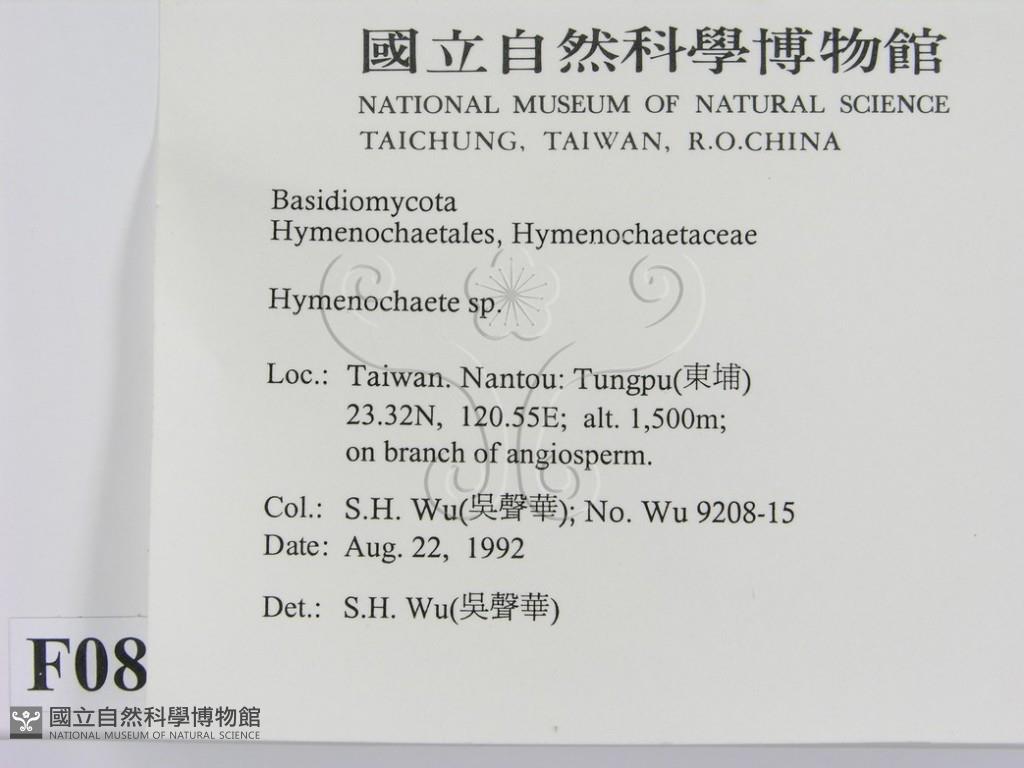 國立自然科學博物館
NATIONAL MUSEUM OF NATURAL SCIENCE
TAICHUNG, TAIWAN, R.O.CHINA
Basidiomycota
Hymenochaetales, Hymenochaetaceae
Hymenochaete sp.
Loc.: Taiwan. Nantou: Tungpu(東埔)
23.32N, 120.55E; alt. 1,500m;
on branch of angiosperm.
Col.: S.H. Wu(吳聲華); No. Wu 9208-15
Date: Aug. 22, 1992
Det.: S.H. Wu(吳聲華)
F08
國立自然科學博物館
NATIONAL MUSEUM OF NATURAL SCIENCE